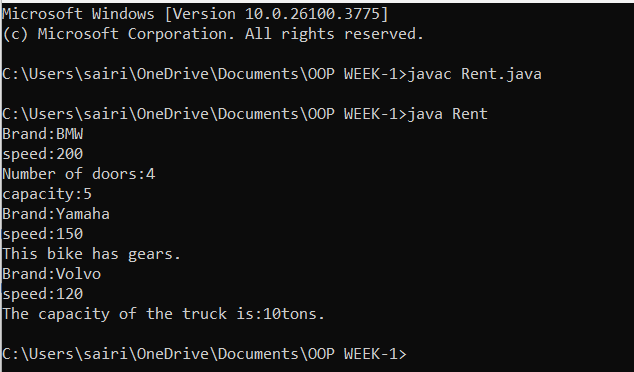 Microsoft Windows [Version 10.0.26100.3775]
(c) Microsoft Corporation. All rights reserved.
C:\Users\sairi\OneDrive\Documents\OOP WEEK-1>javac Rent.java
C:\Users\sairi\OneDrive\Documents\OOP WEEK-1>java Rent
Brand:BMW
speed:200
Number of doors:4
capacity:5
Brand:Yamaha
speed:150
This bike has gears.
Brand:Volvo
speed:120
The capacity of the truck is:10tons.
C:\Users\sairi\OneDrive\Documents\OOP WEEK-1>